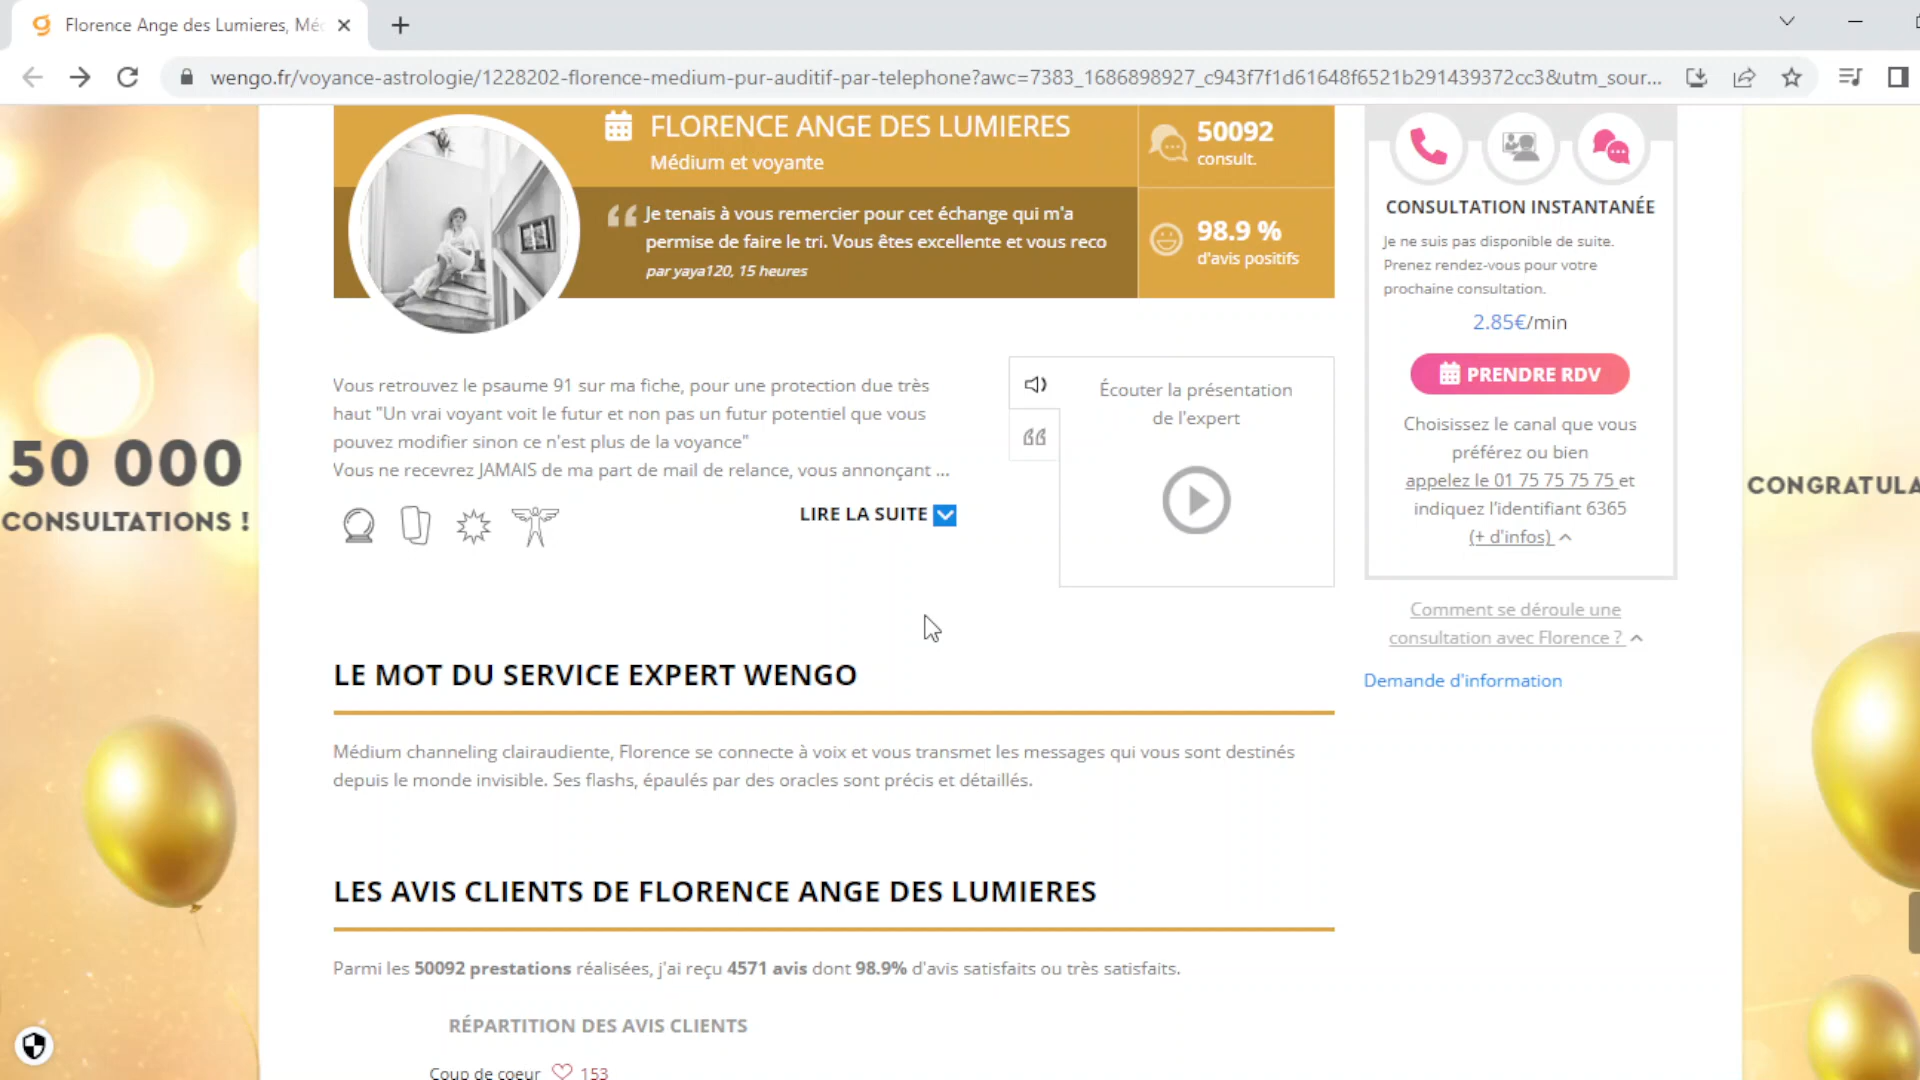 Florence Ange des Lumieres, Mé
wengo.fr/voyance-astrologie/1228202-florence-medium-pur-auditif-par-telephone?awc=7383_1686898927_c943f7f1d61648f6521b291439372cc3&utm_sour...
FLORENCE ANGE DES LUMIERES
Médium et voyante
50092
consult.
Je tenais à vous remercier pour cet échange qui m'a
permise de faire le tri. Vous êtes excellente et vous reco
par yaya120, 15 heures
98.9 %
d'avis positifs
Vous retrouvez le psaume 91 sur ma fiche, pour une protection due très
haut "Un vrai voyant voit le futur et non pas un futur potentiel que vous
pouvez modifier sinon ce n'est plus de la voyance"
Vous ne recevrez JAMAIS de ma part de mail de relance, vous annonçant ...
LIRE LA SUITE
Écouter la présentation
de l'expert
CONSULTATION INSTANTANÉE
Je ne suis pas disponible de suite.
Prenez rendez-vous pour votre
prochaine consultation.
2.85€/min
PRENDRE RDV
Choisissez le canal que vous
préférez ou bien
appelez le 01 75 75 75 75 et
indiquez l'identifiant 6365
(+ d'infos)
Comment se déroule une
consultation avec Florence ?
Demande d'information
50 000
CONSULTATIONS !
CONGRATULA
LE MOT DU SERVICE EXPERT WENGO
Médium channeling clairaudiente, Florence se connecte à voix et vous transmet les messages qui vous sont destinés
depuis le monde invisible. Ses flashs, épaulés par des oracles sont précis et détaillés.
LES AVIS CLIENTS DE FLORENCE ANGE DES LUMIERES
Parmi les 50092 prestations réalisées, j'ai reçu 4571 avis dont 98.9% d'avis satisfaits ou très satisfaits.
RÉPARTITION DES AVIS CLIENTS
Coup de coeur 153